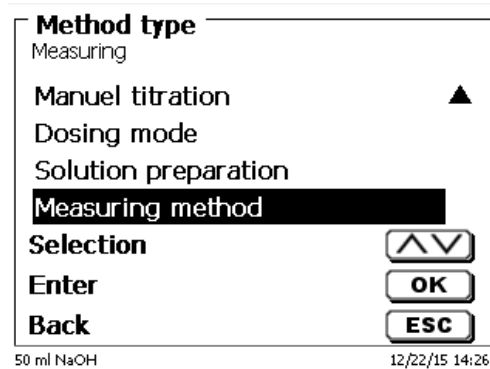 Method type
Measuring
Manuel titration
Dosing mode
Solution preparation
Measuring method
Selection
Enter OK
Back ESC
50 ml NaOH 12/22/15 14:26